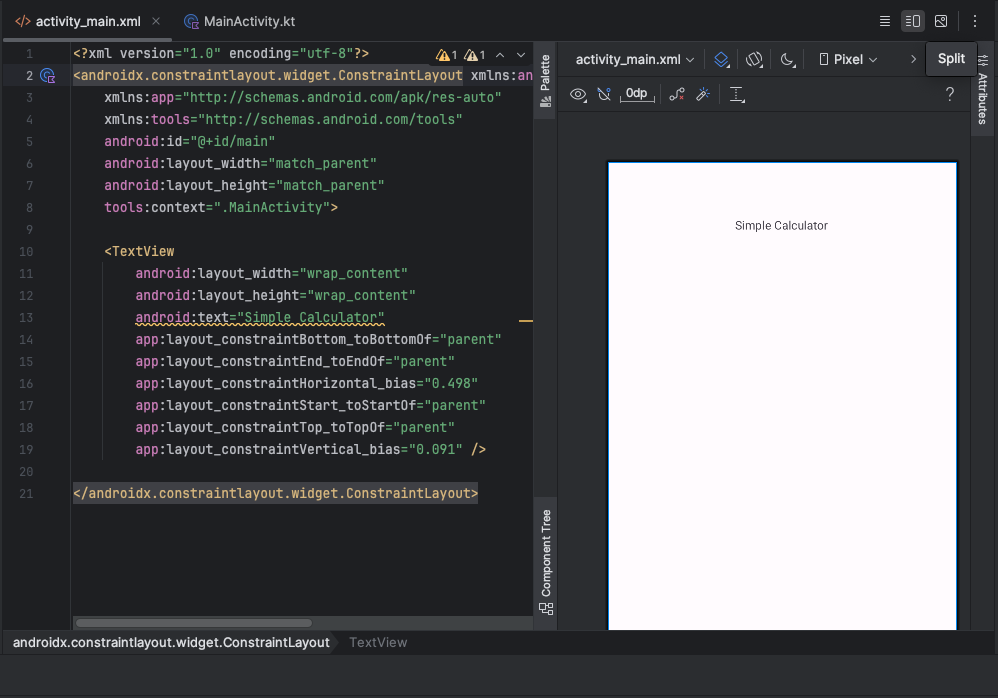 activity_main.xml
MainActivity.kt
1 <?xml version="1.0" encoding="utf-8"?>
1 1
2 <androidx.constraintlayout.widget.ConstraintLayout xmlns:an
3 xmlns:app="http://schemas.android.com/apk/res-auto"
4 xmlns:tools="http://schemas.android.com/tools"
5 android:id="@+id/main"
6 android:layout_width="match_parent"
7 android:layout_height="match_parent"
8 tools:context=".MainActivity">
9
10 <TextView
11 android:layout_width="wrap_content"
12 android:layout_height="wrap_content"
13 android:text="Simple Calculator"
14 app:layout_constraintBottom_toBottomOf="parent"
15 app:layout_constraintEnd_toEndOf="parent"
16 app:layout_constraintHorizontal_bias="0.498"
17 app:layout_constraintStart_toStartOf="parent"
18 app:layout_constraintTop_toTopOf="parent"
19 app:layout_constraintVertical_bias="0.091" />
20
21 </androidx.constraintlayout.widget.ConstraintLayout>
Palette
Component Tree
activity_main.xml
Pixel
Split
0dp
?
Attributes
Simple Calculator
androidx.constraintlayout.widget.ConstraintLayout
TextView